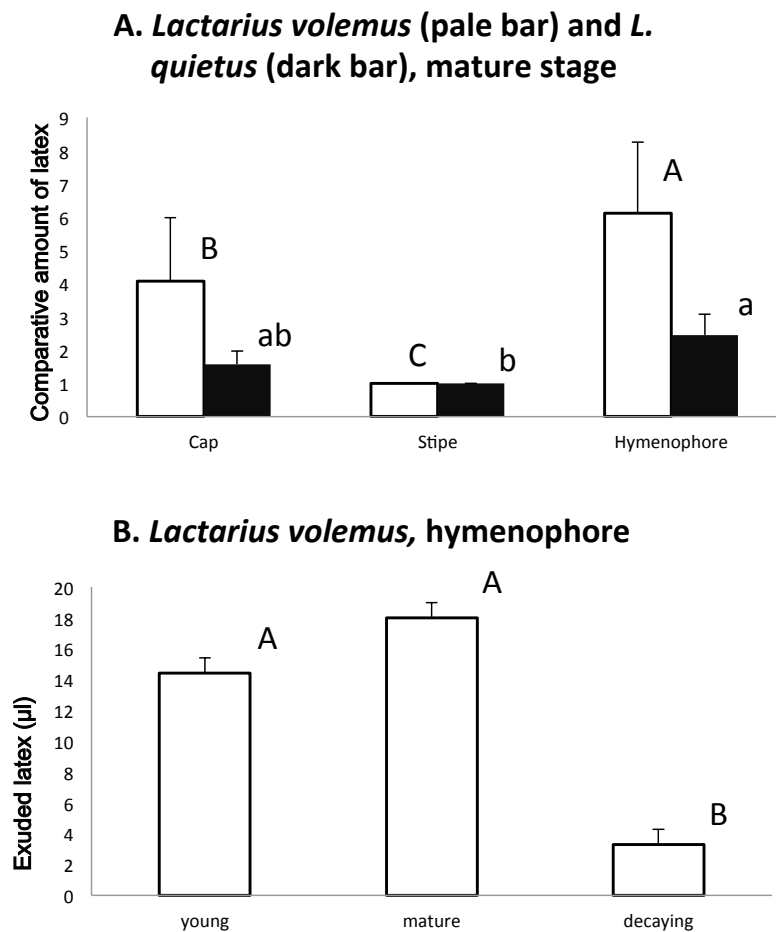 A. Lactarius volemus (pale bar) and L.
quietus (dark bar), mature stage
Comparative amount of latex
9
8
7
6
5
4
3
2
1
0
B
ab
C
b
A
a
Cap
Stipe
Hymenophore
B. Lactarius volemus, hymenophore
Exuded latex (µl)
20
18
16
14
12
10
8
6
4
2
0
A
A
B
young
mature
decaying